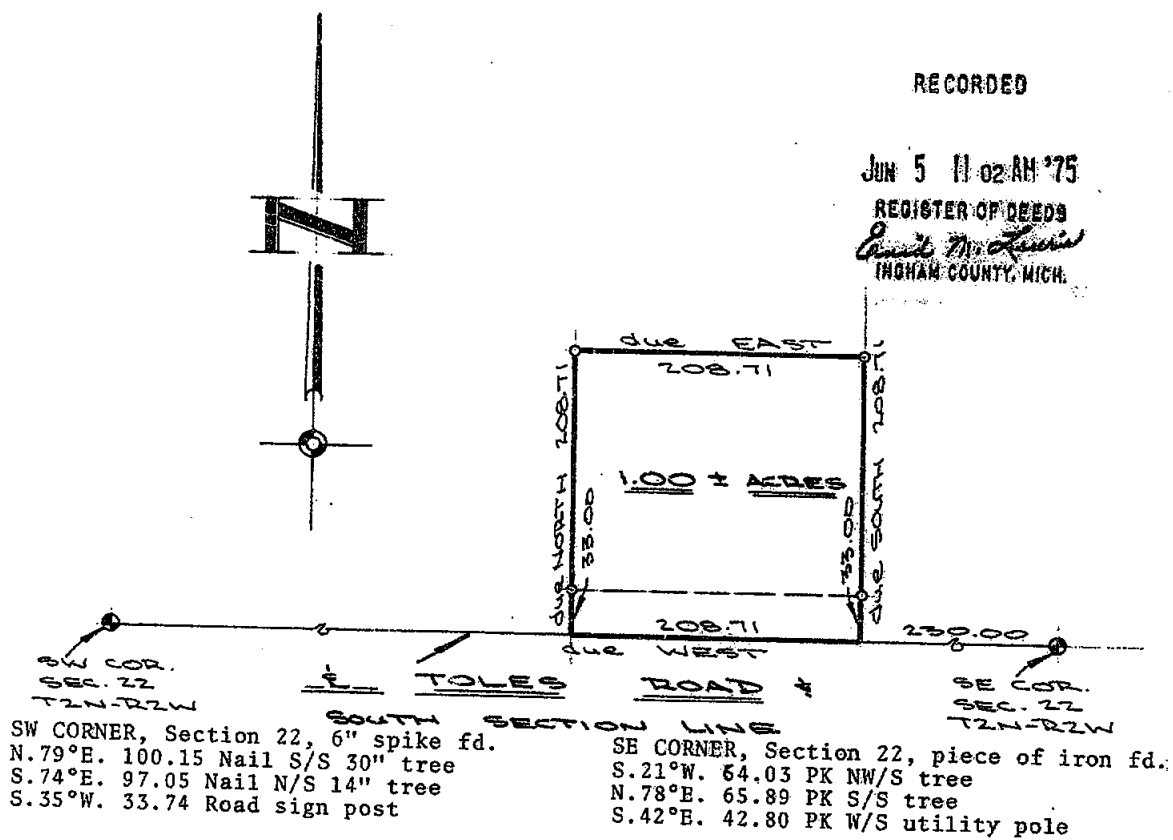 RECORDED
JUN 5 11 02 AM '75
REGISTER OF DEEDS
INGHAM COUNTY, MICH.
N
due EAST
208.71
due NORTH 208.71
due SOUTH 208.71
1.00 ± ACRES
33.00
33.00
208.71
due WEST
230.00
SW COR.
SEC. 22
T2N-R2W
℄ TOLES ROAD &
SOUTH SECTION LINE
SE COR.
SEC. 22
T2N-R2W
SW CORNER, Section 22, 6" spike fd.
N.79°E. 100.15 Nail S/S 30" tree
S.74°E. 97.05 Nail N/S 14" tree
S.35°W. 33.74 Road sign post
SE CORNER, Section 22, piece of iron fd.
S.21°W. 64.03 PK NW/S tree
N.78°E. 65.89 PK S/S tree
S.42°E. 42.80 PK W/S utility pole